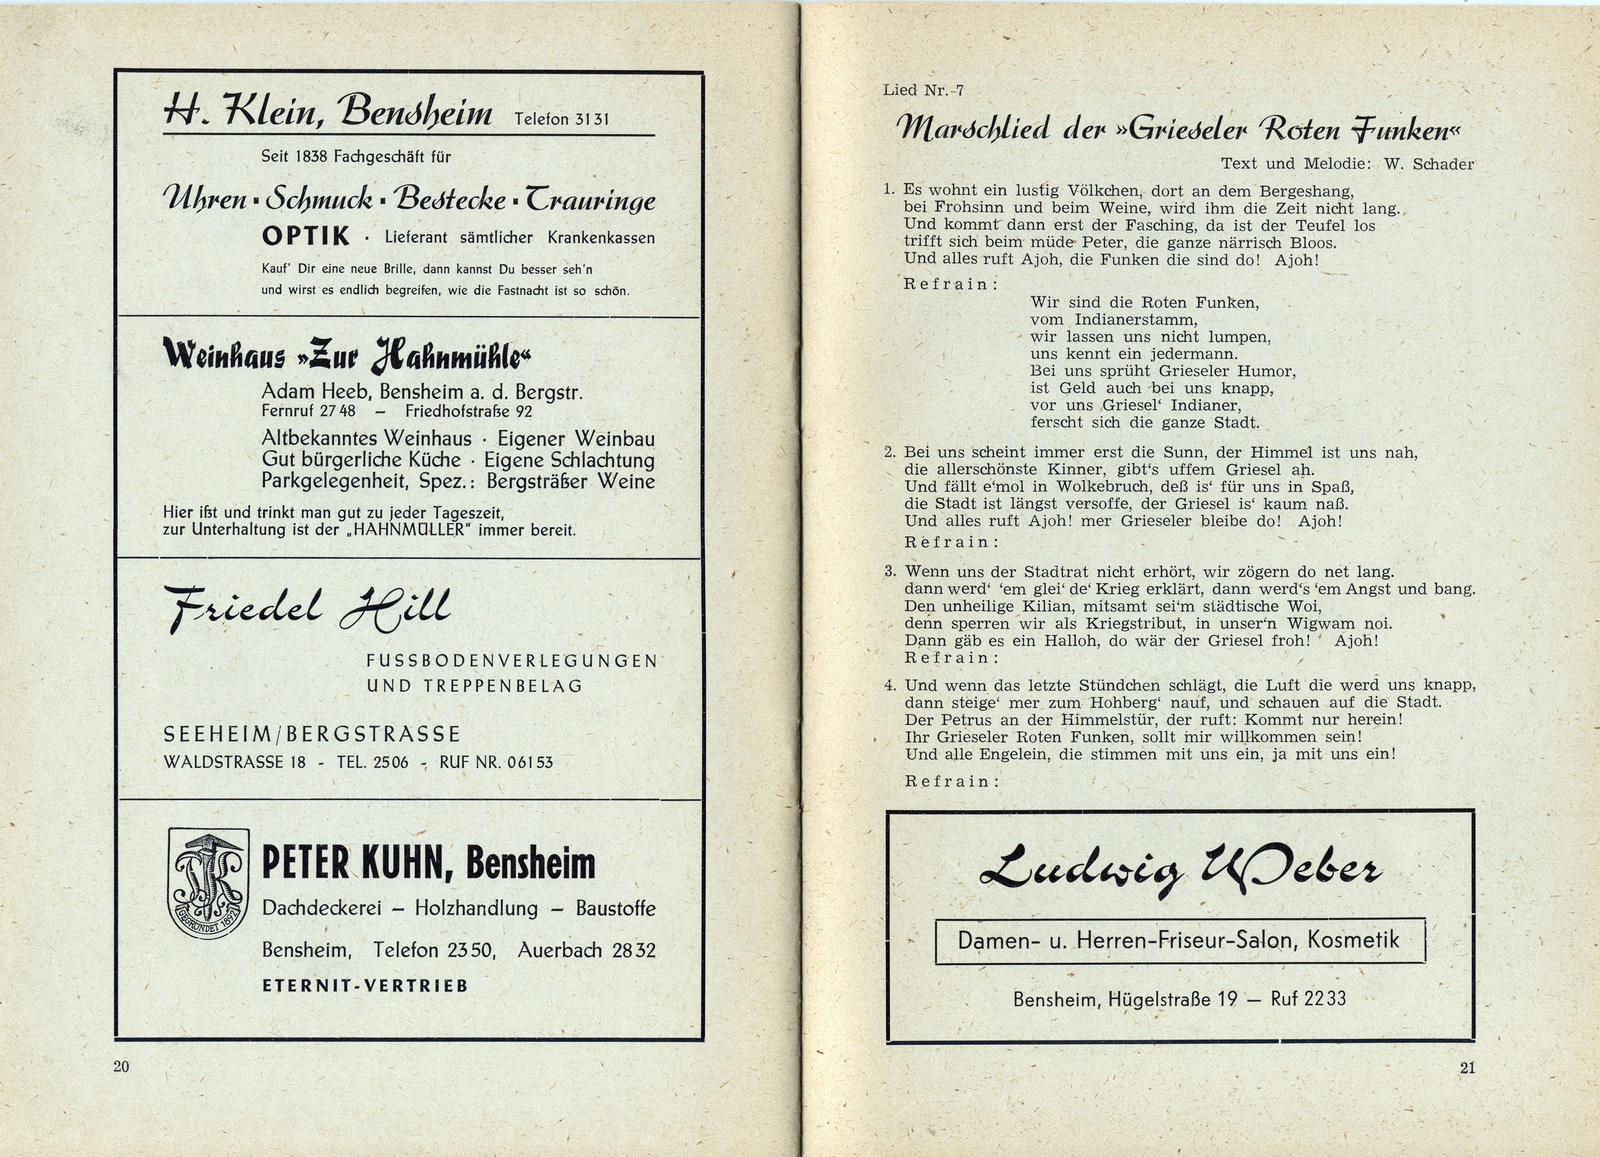 H. Klein, Bensheim Telefon 3131
Seit 1838 Fachgeschäft für
Uhren · Schmuck · Bestecke · Trauringe
OPTIK · Lieferant sämtlicher Krankenkassen
Kauf' Dir eine neue Brille, dann kannst Du besser seh'n
und wirst es endlich begreifen, wie die Fastnacht ist so schön.
Weinhaus »Zur Hahnmühle«
Adam Heeb, Bensheim a. d. Bergstr.
Fernruf 27 48 – Friedhofstraße 92
Altbekanntes Weinhaus · Eigener Weinbau
Gut bürgerliche Küche · Eigene Schlachtung
Parkgelegenheit, Spez.: Bergsträßer Weine
Hier ißt und trinkt man gut zu jeder Tageszeit,
zur Unterhaltung ist der „HAHNMÜLLER" immer bereit.
Friedel Hill
FUSSBODENVERLEGUNGEN
UND TREPPENBELAG
SEEHEIM/BERGSTRASSE
WALDSTRASSE 18 - TEL. 2506 - RUF NR. 06153
GEGRÜNDET 1892
PETER KUHN, Bensheim
Dachdeckerei – Holzhandlung – Baustoffe
Bensheim, Telefon 23 50, Auerbach 28 32
ETERNIT-VERTRIEB
20
Lied Nr. 7
Marschlied der »Grieseler Roten Funken«
Text und Melodie: W. Schader
1. Es wohnt ein lustig Völkchen, dort an dem Bergeshang,
bei Frohsinn und beim Weine, wird ihm die Zeit nicht lang.
Und kommt dann erst der Fasching, da ist der Teufel los
trifft sich beim müde Peter, die ganze närrisch Bloos.
Und alles ruft Ajoh, die Funken die sind do! Ajoh!
Refrain:
Wir sind die Roten Funken,
vom Indianerstamm,
wir lassen uns nicht lumpen,
uns kennt ein jedermann.
Bei uns sprüht Grieseler Humor,
ist Geld auch bei uns knapp,
vor uns Griesel' Indianer,
ferscht sich die ganze Stadt.
2. Bei uns scheint immer erst die Sunn, der Himmel ist uns nah,
die allerschönste Kinner, gibt's uffem Griesel ah.
Und fällt e'mol in Wolkebruch, deß is' für uns in Spaß,
die Stadt ist längst versoffe, der Griesel is' kaum naß.
Und alles ruft Ajoh! mer Grieseler bleibe do! Ajoh!
Refrain:
3. Wenn uns der Stadtrat nicht erhört, wir zögern do net lang.
dann werd' 'em glei' de' Krieg erklärt, dann werd's 'em Angst und bang.
Den unheilige Kilian, mitsamt sei'm städtische Woi,
denn sperren wir als Kriegstribut, in unser'n Wigwam noi.
Dann gäb es ein Halloh, do wär der Griesel froh! Ajoh!
Refrain:
4. Und wenn das letzte Stündchen schlägt, die Luft die werd uns knapp,
dann steige' mer zum Hohberg' nauf, und schauen auf die Stadt.
Der Petrus an der Himmelstür, der ruft: Kommt nur herein!
Ihr Grieseler Roten Funken, sollt mir willkommen sein!
Und alle Engelein, die stimmen mit uns ein, ja mit uns ein!
Refrain:
Ludwig Weber
Damen- u. Herren-Friseur-Salon, Kosmetik
Bensheim, Hügelstraße 19 — Ruf 2233
21